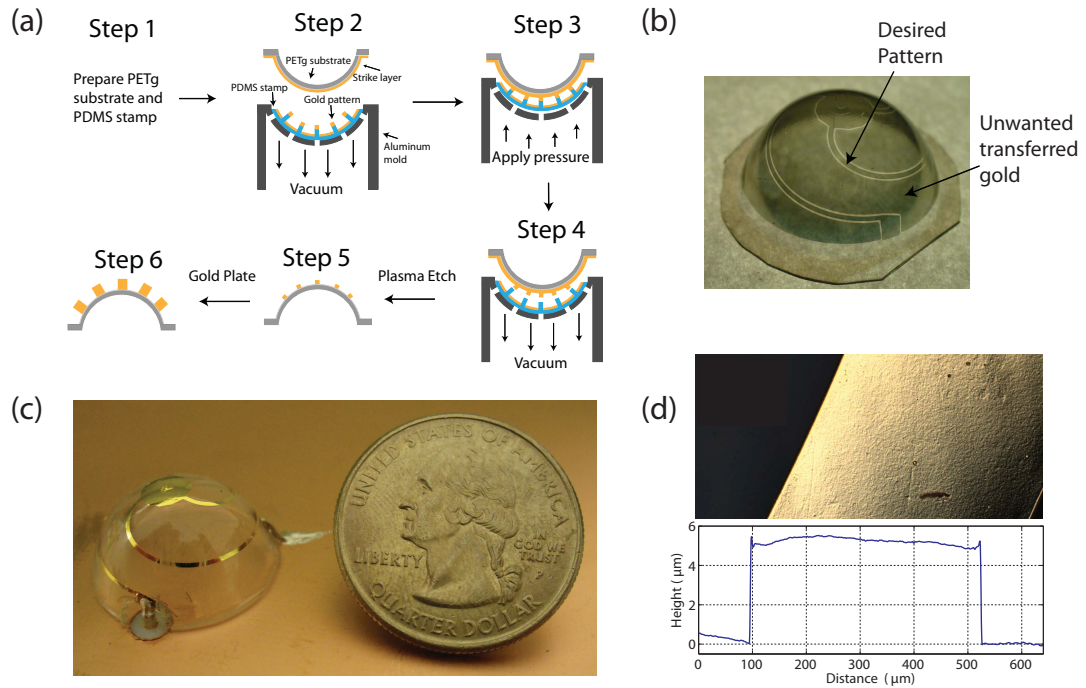 (a)
Step 1
Prepare PETg
substrate and
PDMS stamp
Step 2
PETg substrate
Strike layer
PDMS stamp
Gold pattern
Aluminum
mold
Vacuum
Step 3
Apply pressure
Step 4
Vacuum
Plasma Etch
Step 5
Gold Plate
Step 6
(b)
Desired
Pattern
Unwanted
transferred
gold
(c)
UNITED STATES OF AMERICA
LIBERTY
IN
GOD WE
TRUST
P
QUARTER DOLLAR
(d)
Height ( µm)
6
4
2
0
0 100 200 300 400 500 600
Distance ( µm)